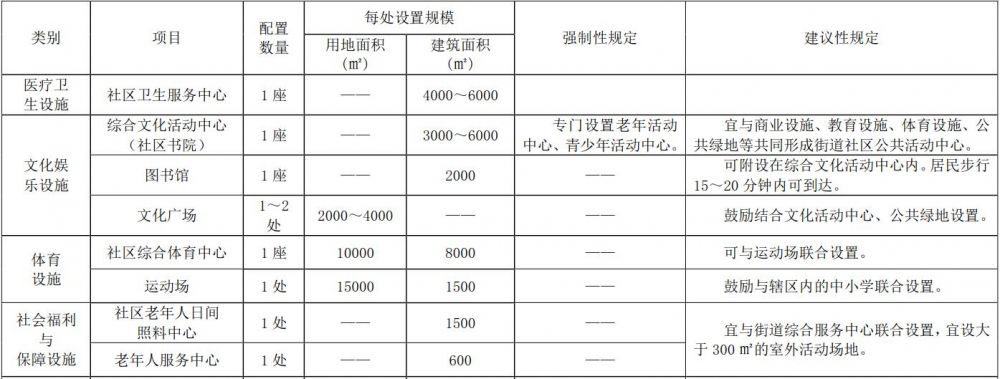 类别 项目 配置数量 每处设置规模 强制性规定 建议性规定
用地面积（㎡） 建筑面积（㎡）
医疗卫生设施 社区卫生服务中心 1座 —— 4000～6000
文化娱乐设施 综合文化活动中心（社区书院） 1座 —— 3000～6000 专门设置老年活动中心、青少年活动中心。 宜与商业设施、教育设施、体育设施、公共绿地等共同形成街道社区公共活动中心。
图书馆 1座 —— 2000 —— 可附设在综合文化活动中心内。居民步行15～20分钟内可到达。
文化广场 1～2处 2000～4000 —— —— 鼓励结合文化活动中心、公共绿地设置。
体育设施 社区综合体育中心 1座 10000 8000 —— 可与运动场联合设置。
运动场 1处 15000 1500 —— 鼓励与辖区内的中小学联合设置。
社会福利与保障设施 社区老年人日间照料中心 1处 —— 1500 —— 宜与街道综合服务中心联合设置，宜设大于300㎡的室外活动场地。
老年人服务中心 1处 —— 600 ——